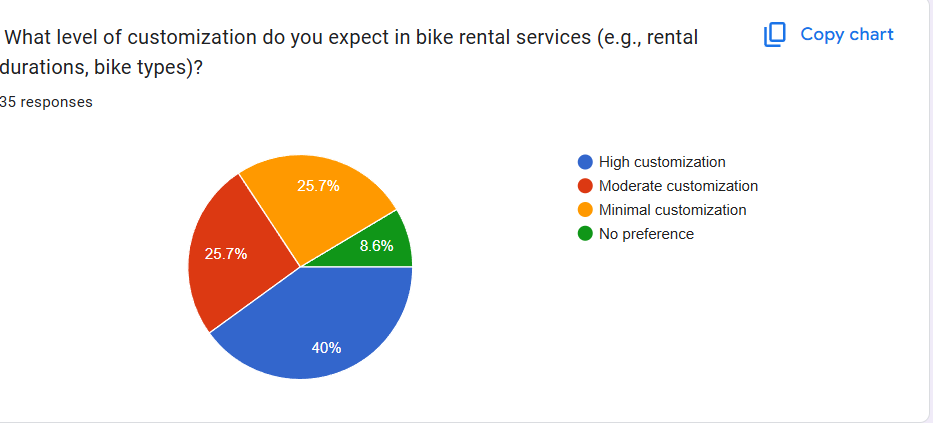 What level of customization do you expect in bike rental services (e.g., rental
durations, bike types)?
Copy chart
35 responses
High customization
Moderate customization
Minimal customization
No preference
25.7%
8.6%
25.7%
40%